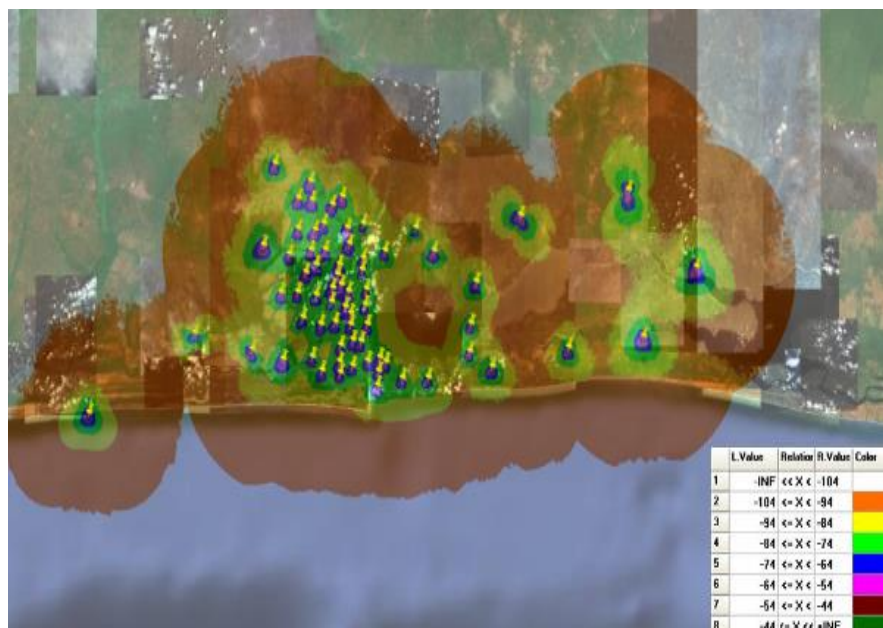 L.Value Relation R.Value Color
1 -INF << X < -104
2 -104 <= X < -94
3 -94 <= X < -84
4 -84 <= X < -74
5 -74 <= X < -64
6 -64 <= X < -54
7 -54 <= X < -44
8 -44 <= X << +INF